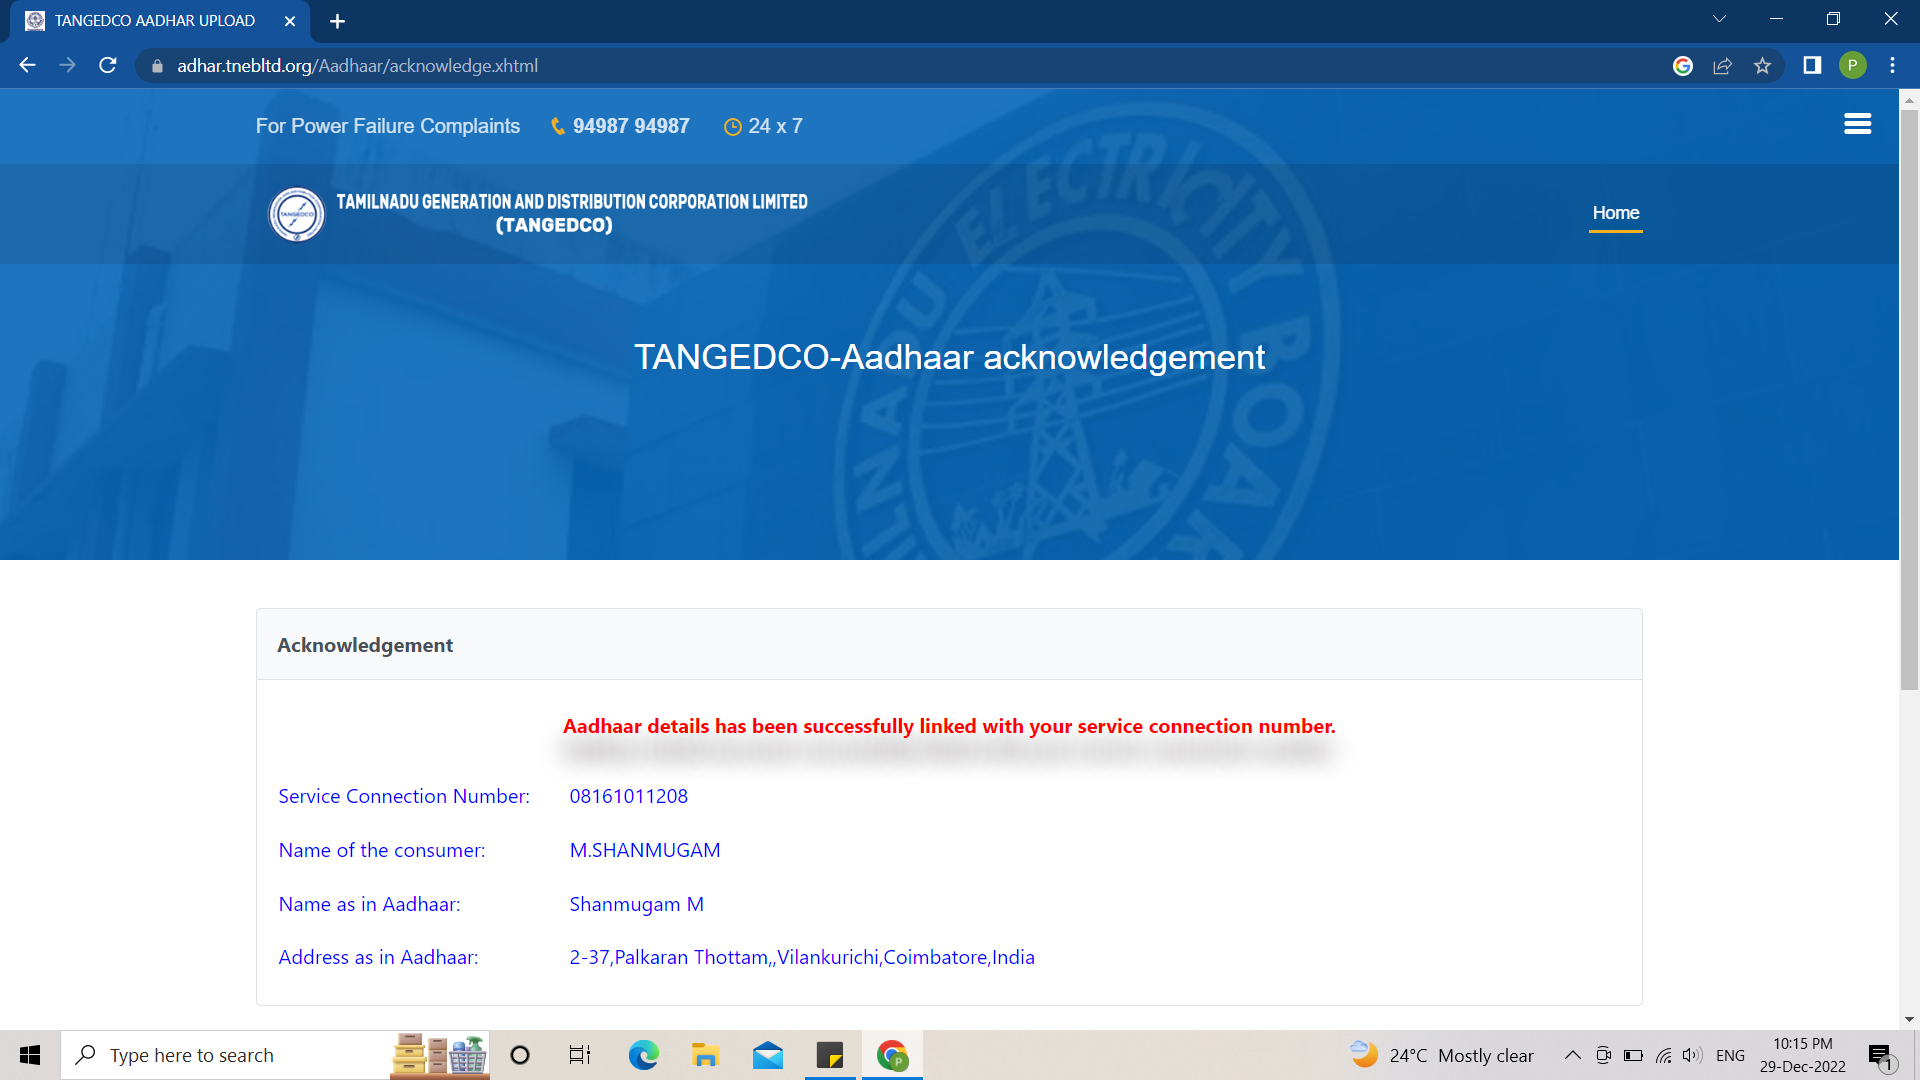 TANGEDCO AADHAR UPLOAD
adhar.tnebltd.org/Aadhaar/acknowledge.xhtml
P
For Power Failure Complaints 94987 94987 24 x 7
TANGEDCO
TAMILNADU GENERATION AND DISTRIBUTION CORPORATION LIMITED
(TANGEDCO)
Home
TAMILNADU ELECTRICITY BOARD
TANGEDCO-Aadhaar acknowledgement
Acknowledgement
Aadhaar details has been successfully linked with your service connection number.
Service Connection Number: 08161011208
Name of the consumer: M.SHANMUGAM
Name as in Aadhaar: Shanmugam M
Address as in Aadhaar: 2-37,Palkaran Thottam,,Vilankurichi,Coimbatore,India
Type here to search
P
24°C Mostly clear
ENG
10:15 PM
29-Dec-2022
1